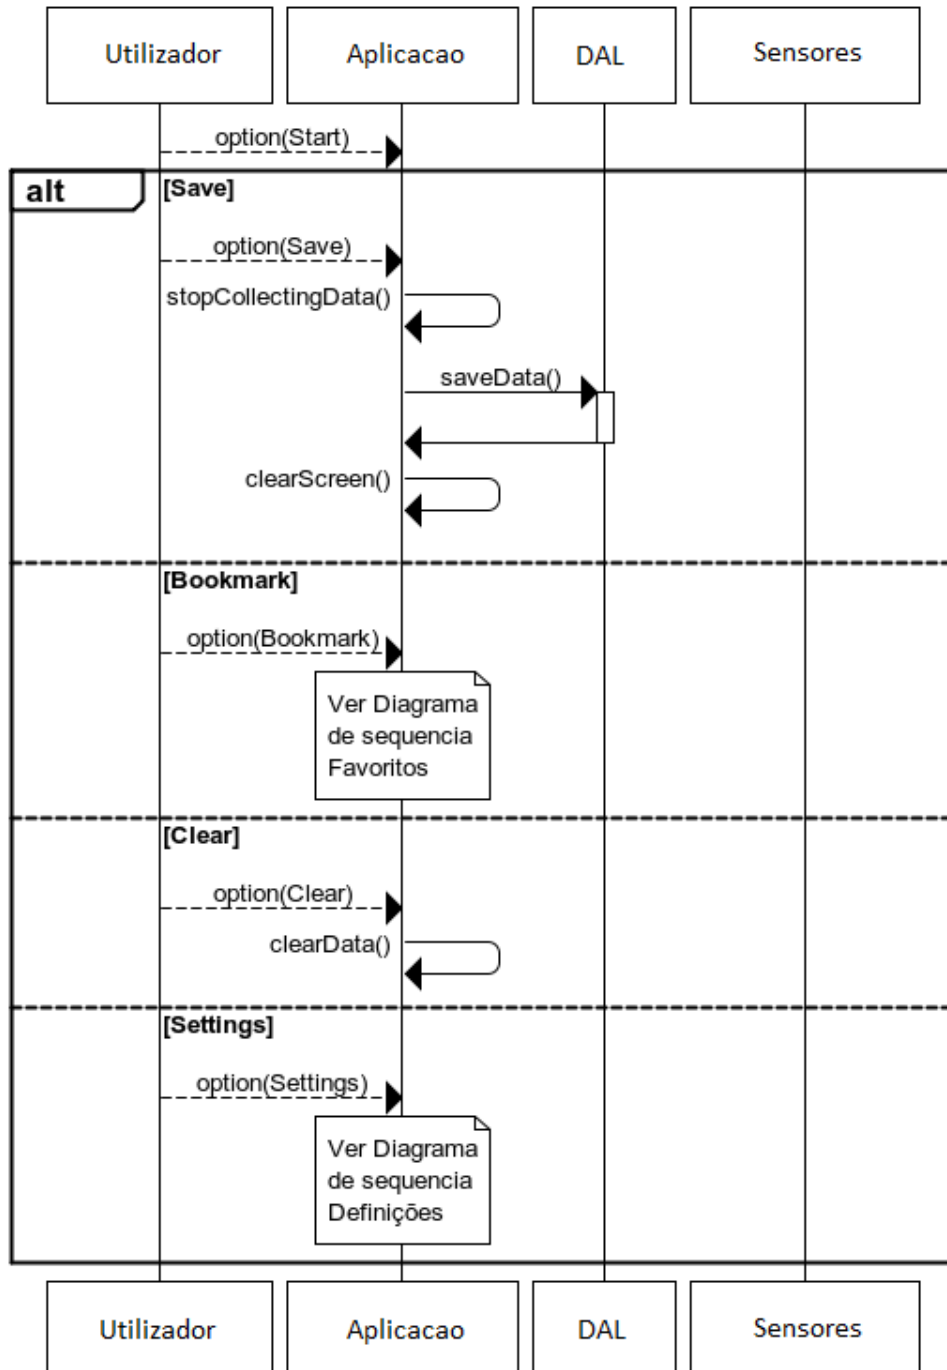 Utilizador
Aplicacao
DAL
Sensores
option(Start)
alt
[Save]
option(Save)
stopCollectingData()
saveData()
clearScreen()
[Bookmark]
option(Bookmark)
Ver Diagrama
de sequencia
Favoritos
[Clear]
option(Clear)
clearData()
[Settings]
option(Settings)
Ver Diagrama
de sequencia
Definições
Utilizador
Aplicacao
DAL
Sensores